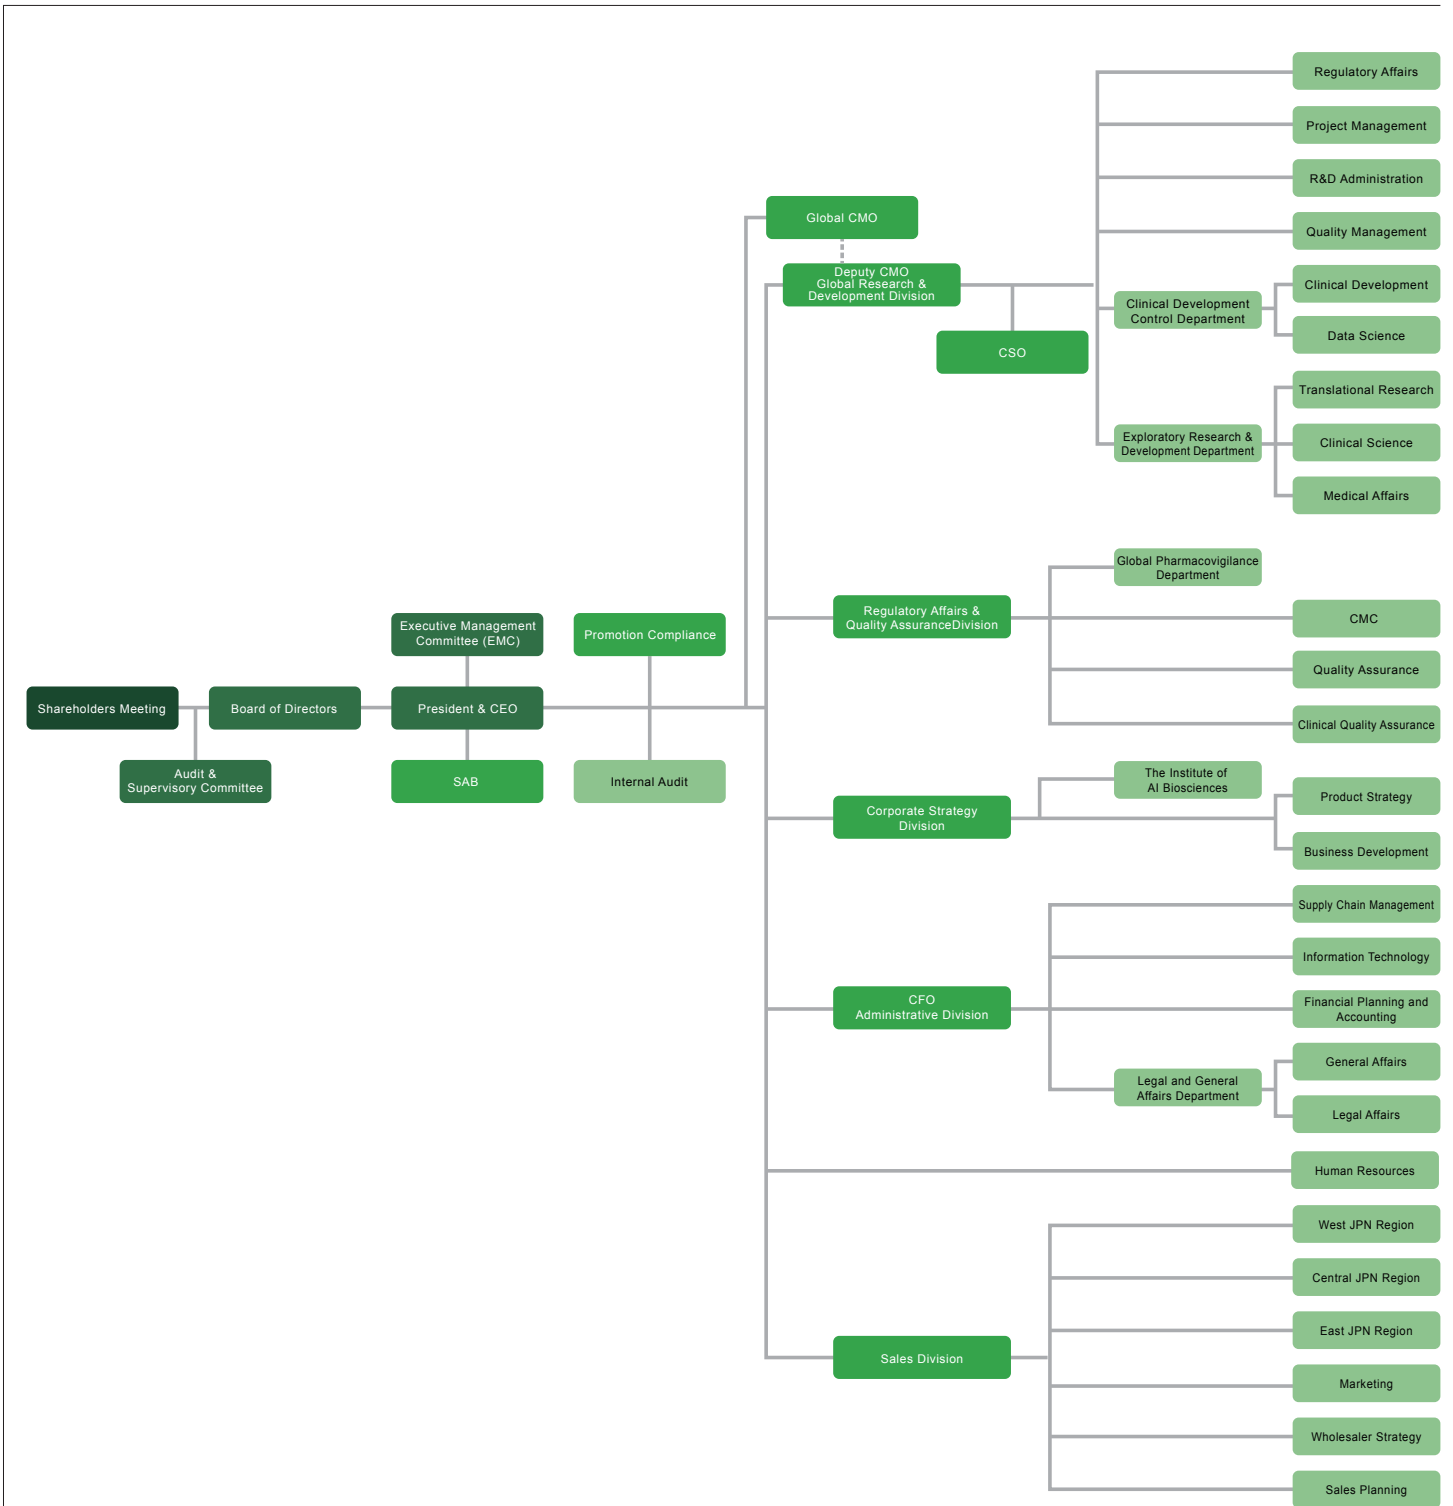 Shareholders Meeting
Audit &
Supervisory Committee
Board of Directors
Executive Management
Committee (EMC)
President & CEO
SAB
Promotion Compliance
Internal Audit
Global CMO
Deputy CMO
Global Research &
Development Division
CSO
Regulatory Affairs
Project Management
R&D Administration
Quality Management
Clinical Development
Control Department
Clinical Development
Data Science
Exploratory Research &
Development Department
Translational Research
Clinical Science
Medical Affairs
Regulatory Affairs &
Quality AssuranceDivision
Global Pharmacovigilance
Department
CMC
Quality Assurance
Clinical Quality Assurance
Corporate Strategy
Division
The Institute of
AI Biosciences
Product Strategy
Business Development
CFO
Administrative Division
Supply Chain Management
Information Technology
Financial Planning and
Accounting
Legal and General
Affairs Department
General Affairs
Legal Affairs
Human Resources
Sales Division
West JPN Region
Central JPN Region
East JPN Region
Marketing
Wholesaler Strategy
Sales Planning